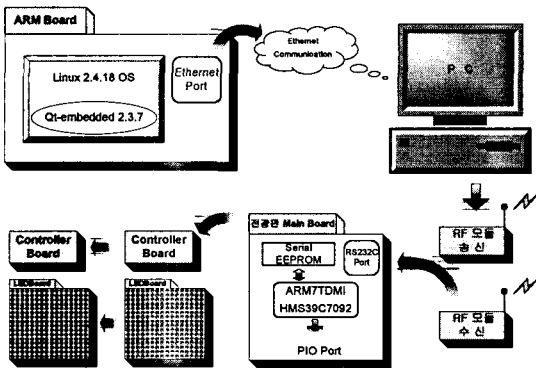 ARM Board
Linux 2.4.18 OS
Qt-embedded 2.3.7
Ethernet
Port
Ethernet
Communication
P C
RF 모듈
송 신
전광판 Main Board
Serial
EEPROM
RS232C
Port
ARM7TDMI
HMS39C7092
PIO Port
RF 모듈
수 신
Controller
Board
Controller
Board
LEDBoard
LEDBoard